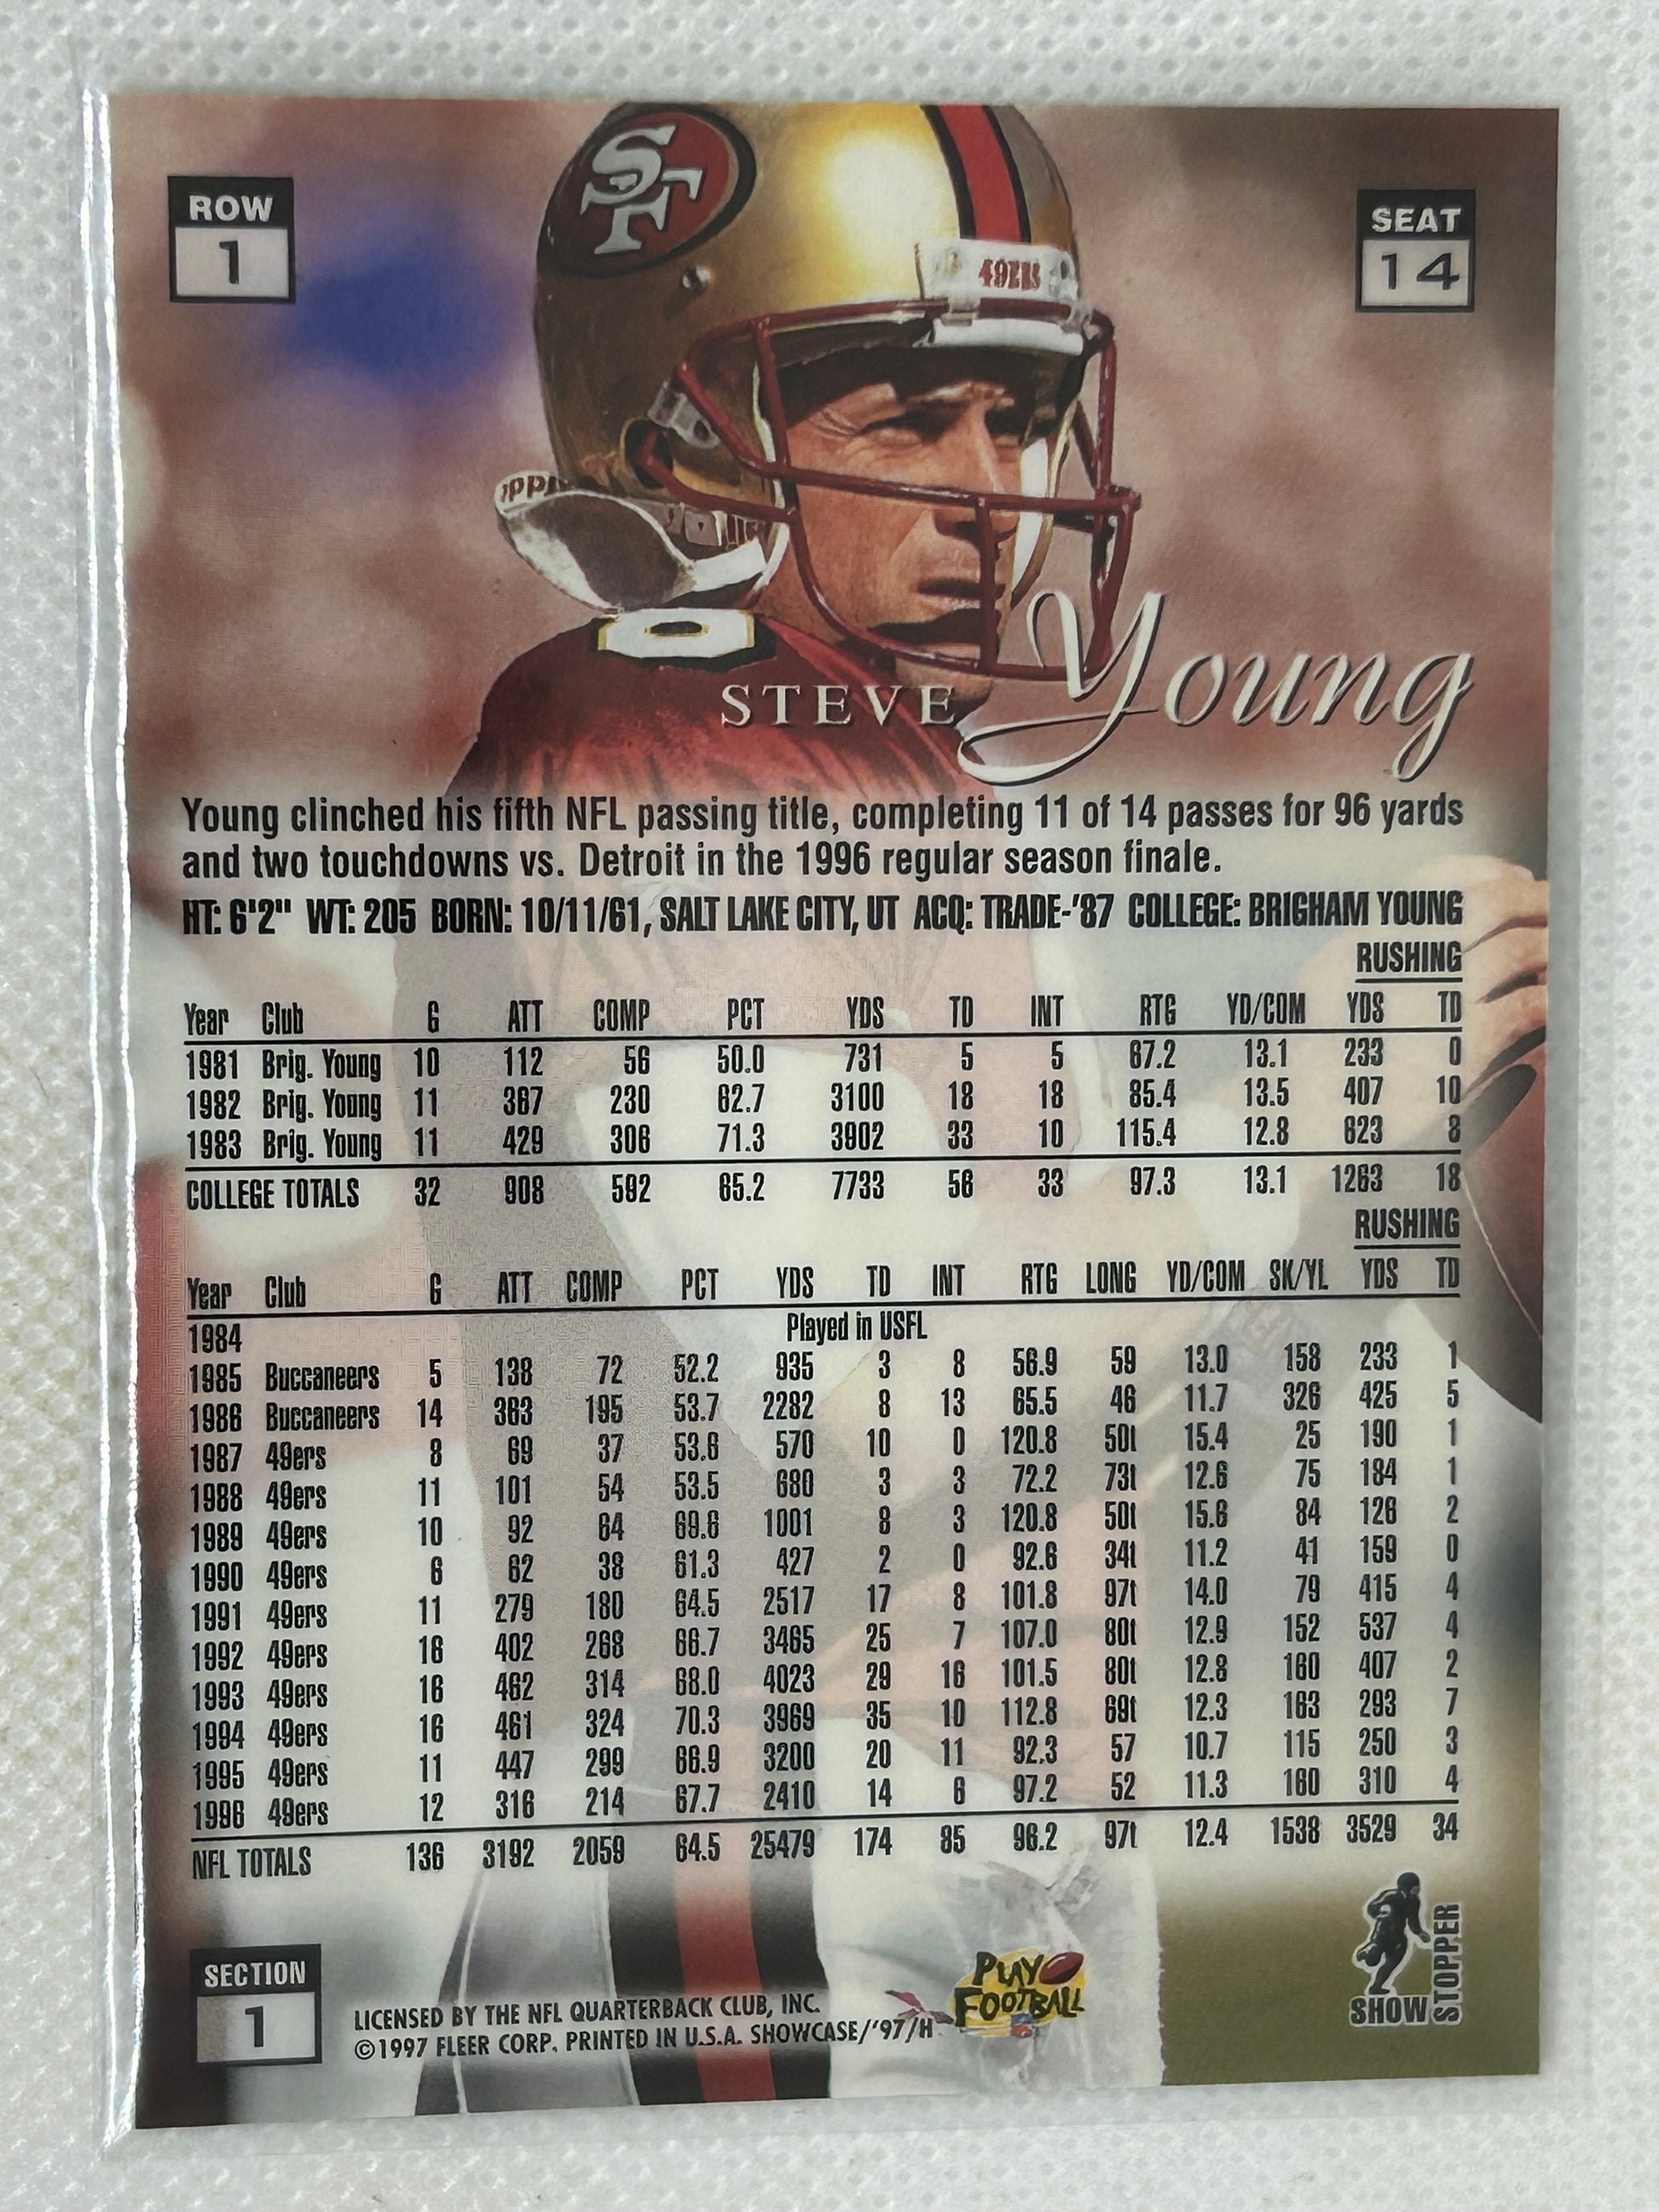 ROW
1
SEAT
14
SF
49ERS
STEVE Young
Young clinched his fifth NFL passing title, completing 11 of 14 passes for 96 yards
and two touchdowns vs. Detroit in the 1996 regular season finale.
HT: 6'2" WT: 205 BORN: 10/11/61, SALT LAKE CITY, UT ACQ: TRADE-'87 COLLEGE: BRIGHAM YOUNG
RUSHING
Year Club G ATT COMP PCT YDS TD INT RTG YD/COM YDS TD
1981 Brig. Young 10 112 56 50.0 731 5 5 67.2 13.1 233 0
1982 Brig. Young 11 367 230 62.7 3100 18 18 85.4 13.5 407 10
1983 Brig. Young 11 429 306 71.3 3902 33 10 115.4 12.8 623 8
COLLEGE TOTALS 32 908 592 65.2 7733 56 33 97.3 13.1 1263 18
RUSHING
Year Club G ATT COMP PCT YDS TD INT RTG LONG YD/COM SK/YL YDS TD
1984 Played in USFL
1985 Buccaneers 5 138 72 52.2 935 3 8 56.9 59 13.0 158 233 1
1986 Buccaneers 14 363 195 53.7 2282 8 13 65.5 46 11.7 326 425 5
1987 49ers 8 69 37 53.6 570 10 0 120.8 50t 15.4 25 190 1
1988 49ers 11 101 54 53.5 680 3 3 72.2 73t 12.6 75 184 1
1989 49ers 10 92 64 69.6 1001 8 3 120.8 50t 15.6 84 126 2
1990 49ers 6 62 38 61.3 427 2 0 92.6 34t 11.2 41 159 0
1991 49ers 11 279 180 64.5 2517 17 8 101.8 97t 14.0 79 415 4
1992 49ers 16 402 268 66.7 3465 25 7 107.0 80t 12.9 152 537 4
1993 49ers 16 462 314 68.0 4023 29 16 101.5 80t 12.8 160 407 2
1994 49ers 16 461 324 70.3 3969 35 10 112.8 69t 12.3 163 293 7
1995 49ers 11 447 299 66.9 3200 20 11 92.3 57 10.7 115 250 3
1996 49ers 12 316 214 67.7 2410 14 6 97.2 52 11.3 160 310 4
NFL TOTALS 136 3192 2059 64.5 25479 174 85 96.2 97t 12.4 1538 3529 34
SECTION
1
LICENSED BY THE NFL QUARTERBACK CLUB, INC.
©1997 FLEER CORP. PRINTED IN U.S.A. SHOWCASE/'97/H
PLAY
FOOTBALL
SHOW
STOPPER